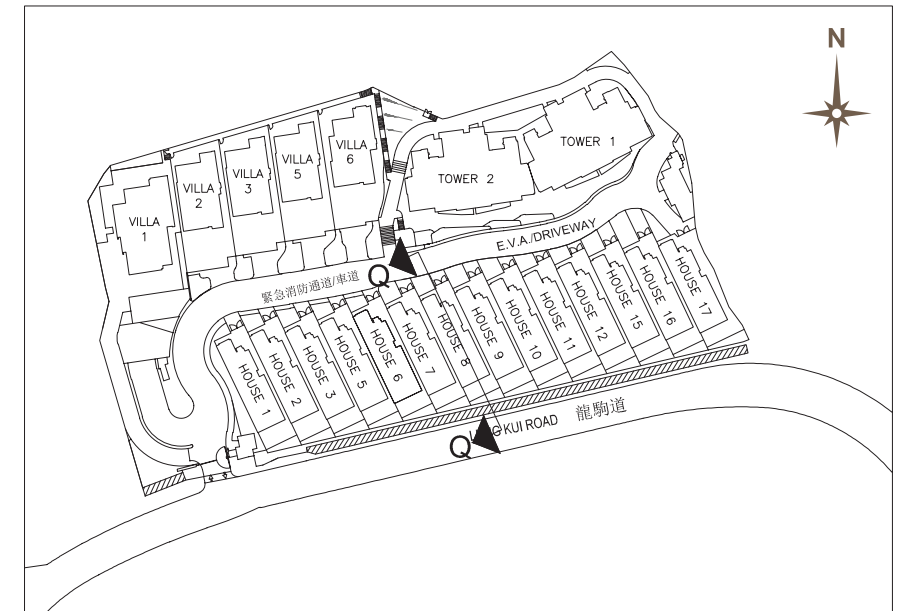 N
VILLA 1
VILLA 2
VILLA 3
VILLA 5
VILLA 6
TOWER 2
TOWER 1
E.V.A./DRIVEWAY
緊急消防通道/車道
Q
HOUSE 1
HOUSE 2
HOUSE 3
HOUSE 5
HOUSE 6
HOUSE 7
HOUSE 8
HOUSE 9
HOUSE 10
HOUSE 11
HOUSE 12
HOUSE 15
HOUSE 16
HOUSE 17
Q
KUI ROAD 龍駒道